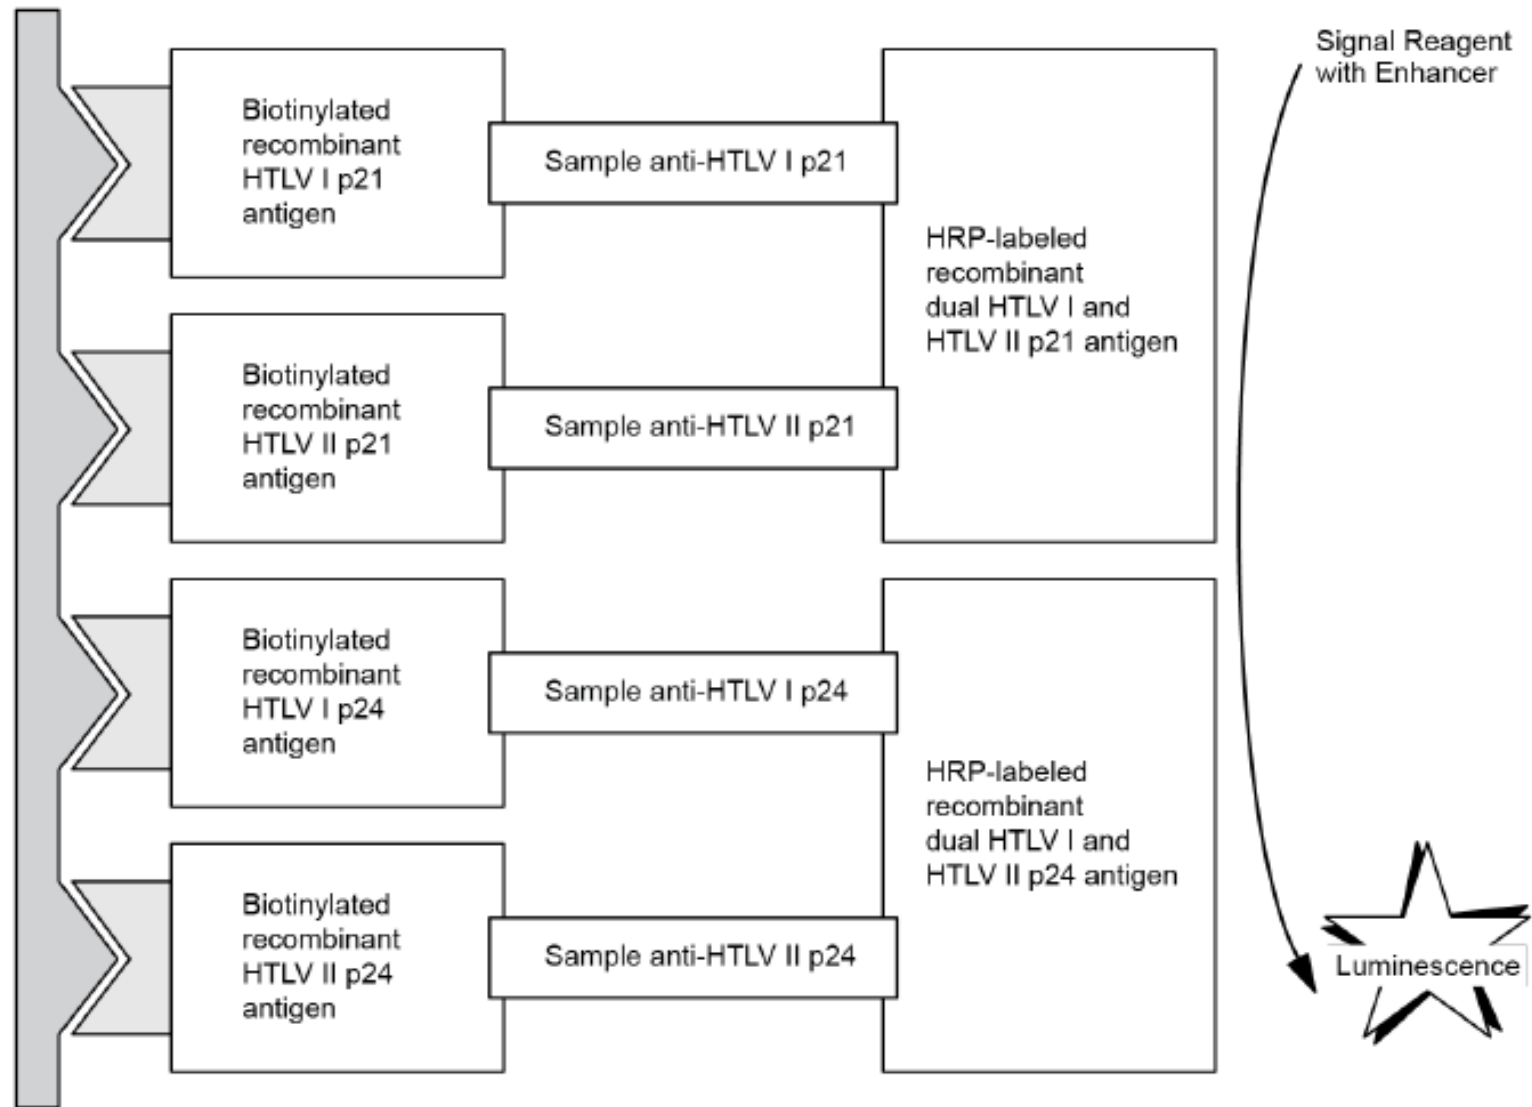 Signal Reagent
with Enhancer
Biotinylated
recombinant
HTLV I p21
antigen
Sample anti-HTLV I p21
HRP-labeled
recombinant
dual HTLV I and
HTLV II p21 antigen
Biotinylated
recombinant
HTLV II p21
antigen
Sample anti-HTLV II p21
Biotinylated
recombinant
HTLV I p24
antigen
Sample anti-HTLV I p24
HRP-labeled
recombinant
dual HTLV I and
HTLV II p24 antigen
Biotinylated
recombinant
HTLV II p24
antigen
Sample anti-HTLV II p24
Luminescence